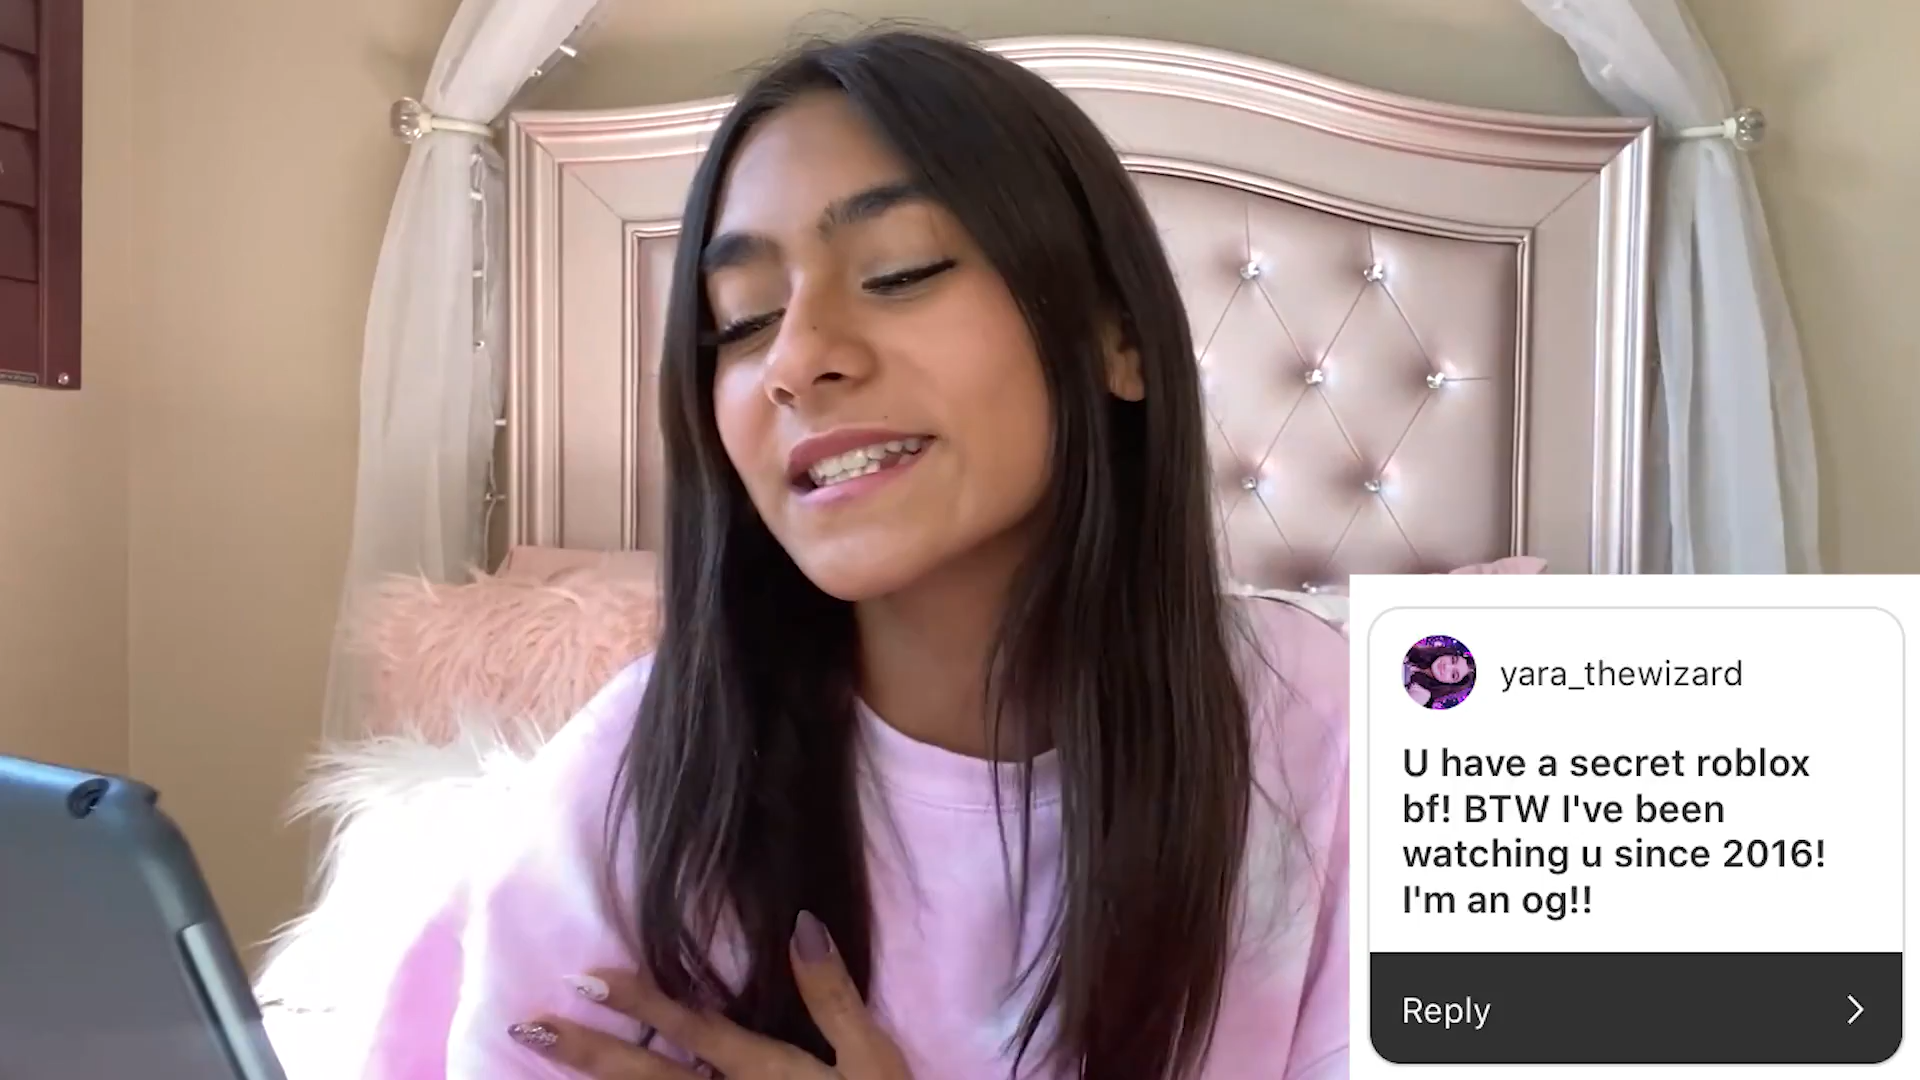 yara_thewizard
U have a secret roblox
bf! BTW I've been
watching u since 2016!
I'm an og!!
Reply